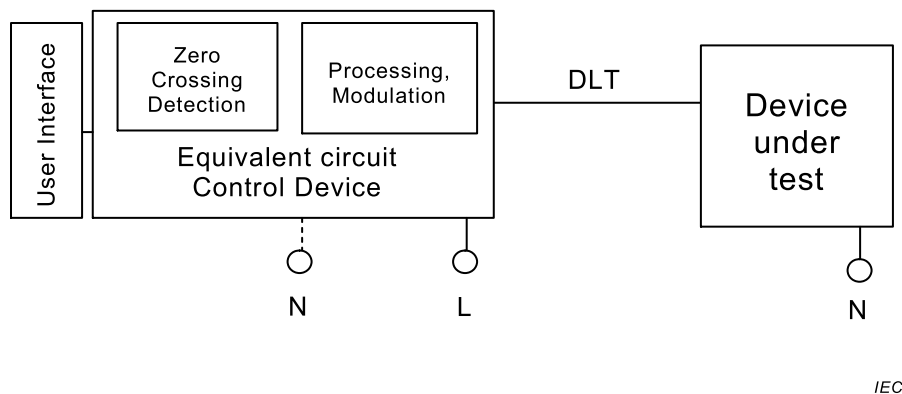 User Interface
Zero
Crossing
Detection
Processing,
Modulation
Equivalent circuit
Control Device
DLT
Device
under
test
N
L
N
IEC